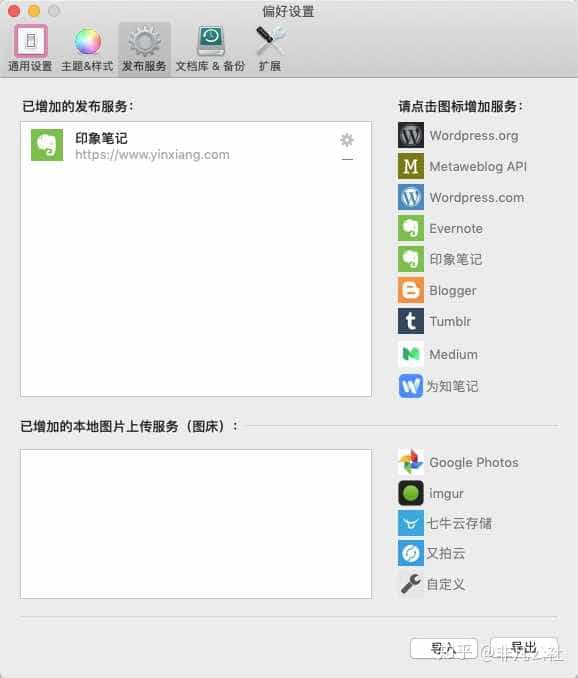 偏好设置
通用设置 主题&样式 发布服务 文档库 & 备份 扩展
已增加的发布服务：
请点击图标增加服务：
印象笔记
https://www.yinxiang.com
Wordpress.org
Metaweblog API
Wordpress.com
Evernote
印象笔记
Blogger
Tumblr
Medium
为知笔记
已增加的本地图片上传服务（图床）：
Google Photos
imgur
七牛云存储
又拍云
自定义
导入
导出
知乎 @非凡公社